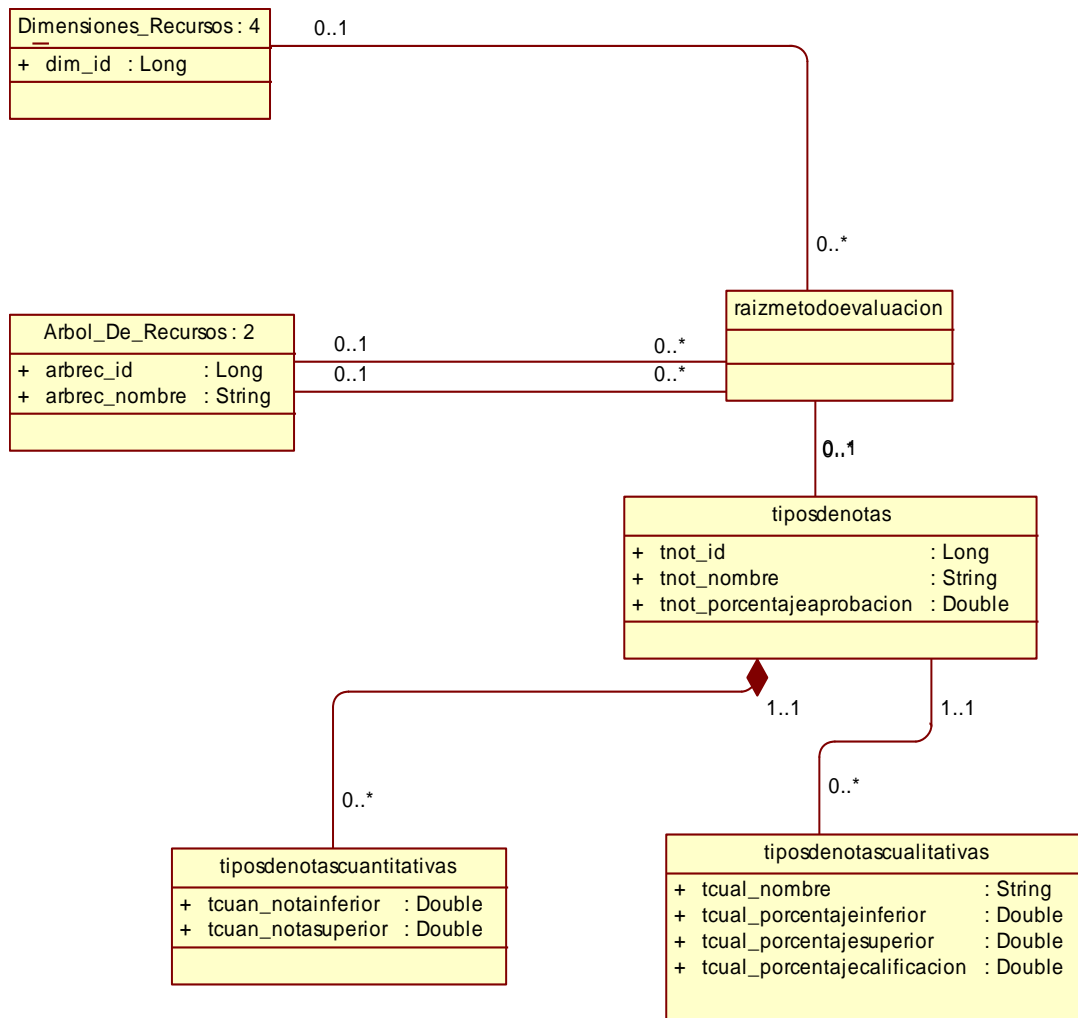 Dimensiones_Recursos : 4
+ dim_id : Long
0..1
0..*
raizmetodoevaluacion
Arbol_De_Recursos : 2
+ arbrec_id : Long
+ arbrec_nombre : String
0..1
0..*
0..1
0..*
tiposdenotas
+ tnot_id : Long
+ tnot_nombre : String
+ tnot_porcentajeaprobacion : Double
1..1
1..1
0..*
0..*
tiposdenotascuantitativas
+ tcuan_notainferior : Double
+ tcuan_notasuperior : Double
tiposdenotascualitativas
+ tcual_nombre : String
+ tcual_porcentajeinferior : Double
+ tcual_porcentajesuperior : Double
+ tcual_porcentajecalificacion : Double